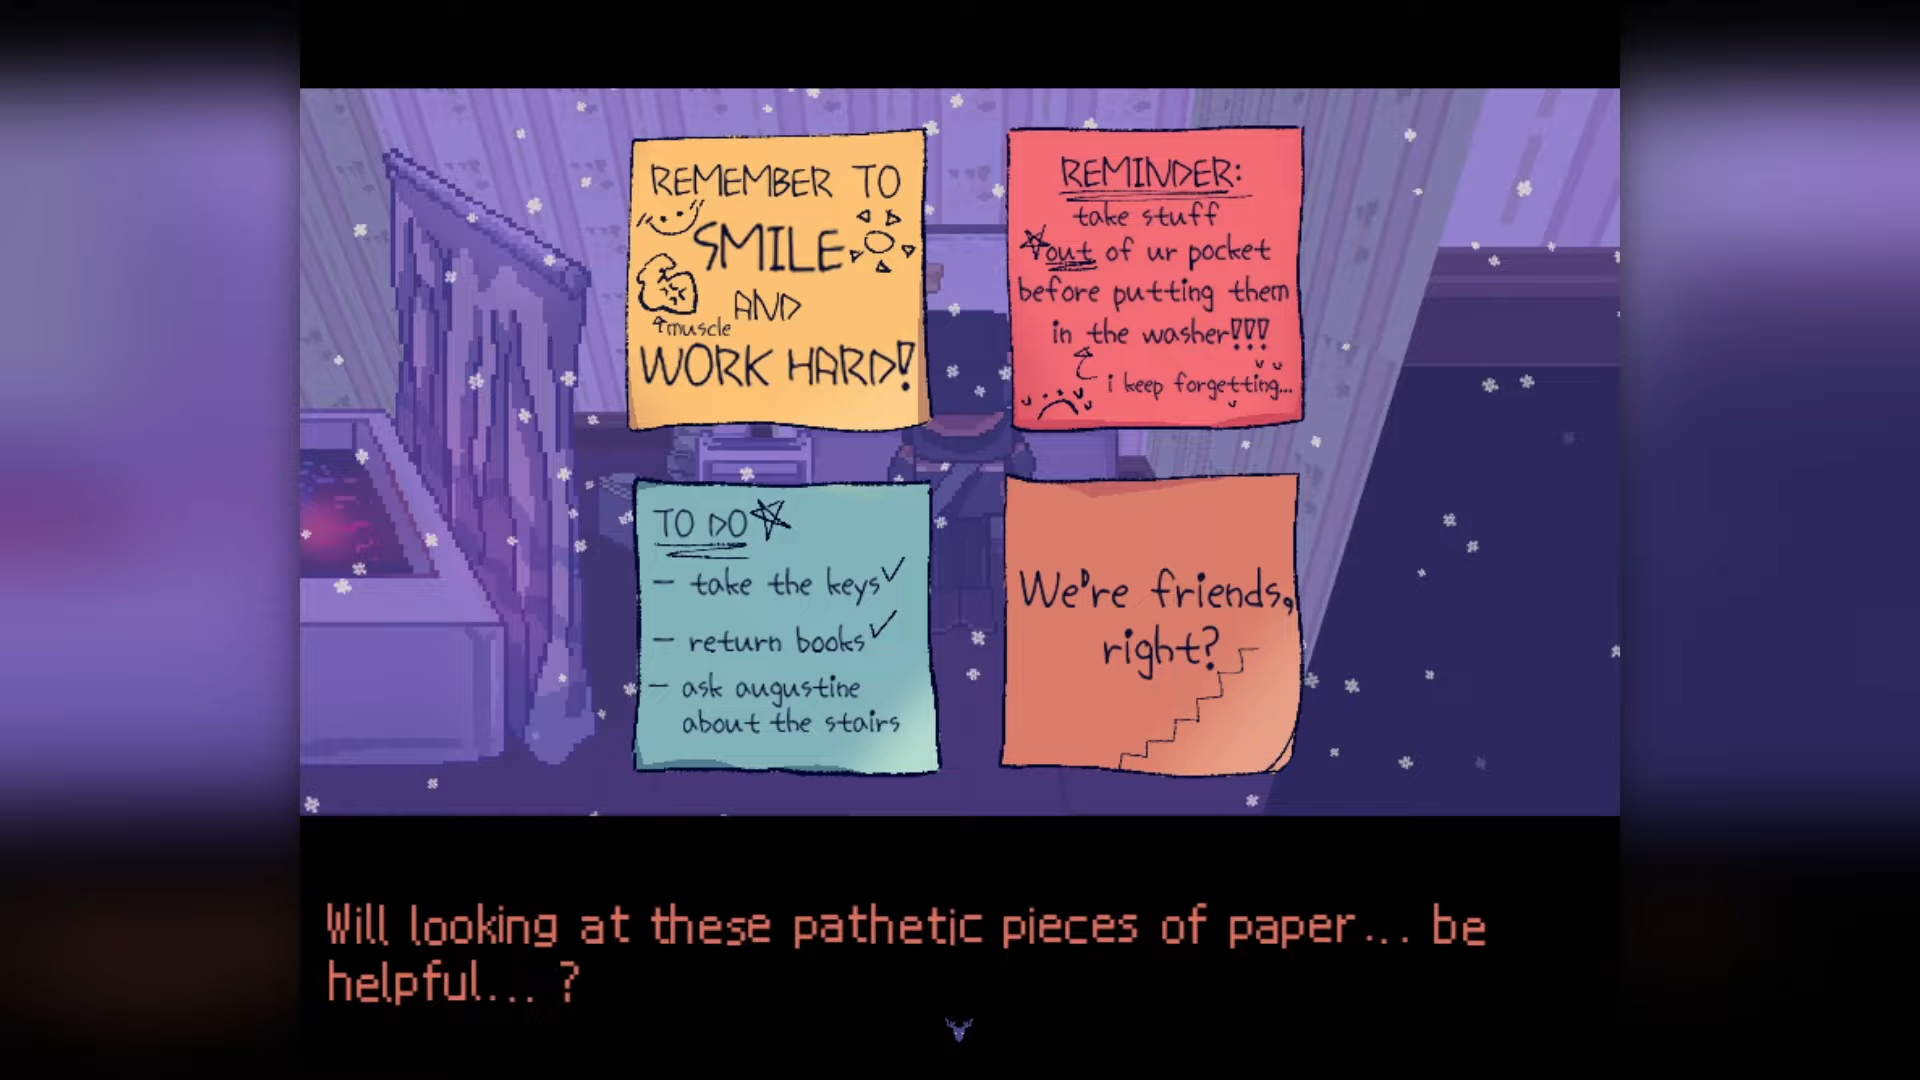 REMEMBER TO
SMILE
AND
muscle
WORK HARD!
REMINDER:
take stuff
out of ur pocket
before putting them
in the washer!!!
i keep forgetting...
TO DO
- take the keys ✓
- return books ✓
- ask augustine
about the stairs
We're friends,
right?
Will looking at these pathetic pieces of paper... be
helpful... ?